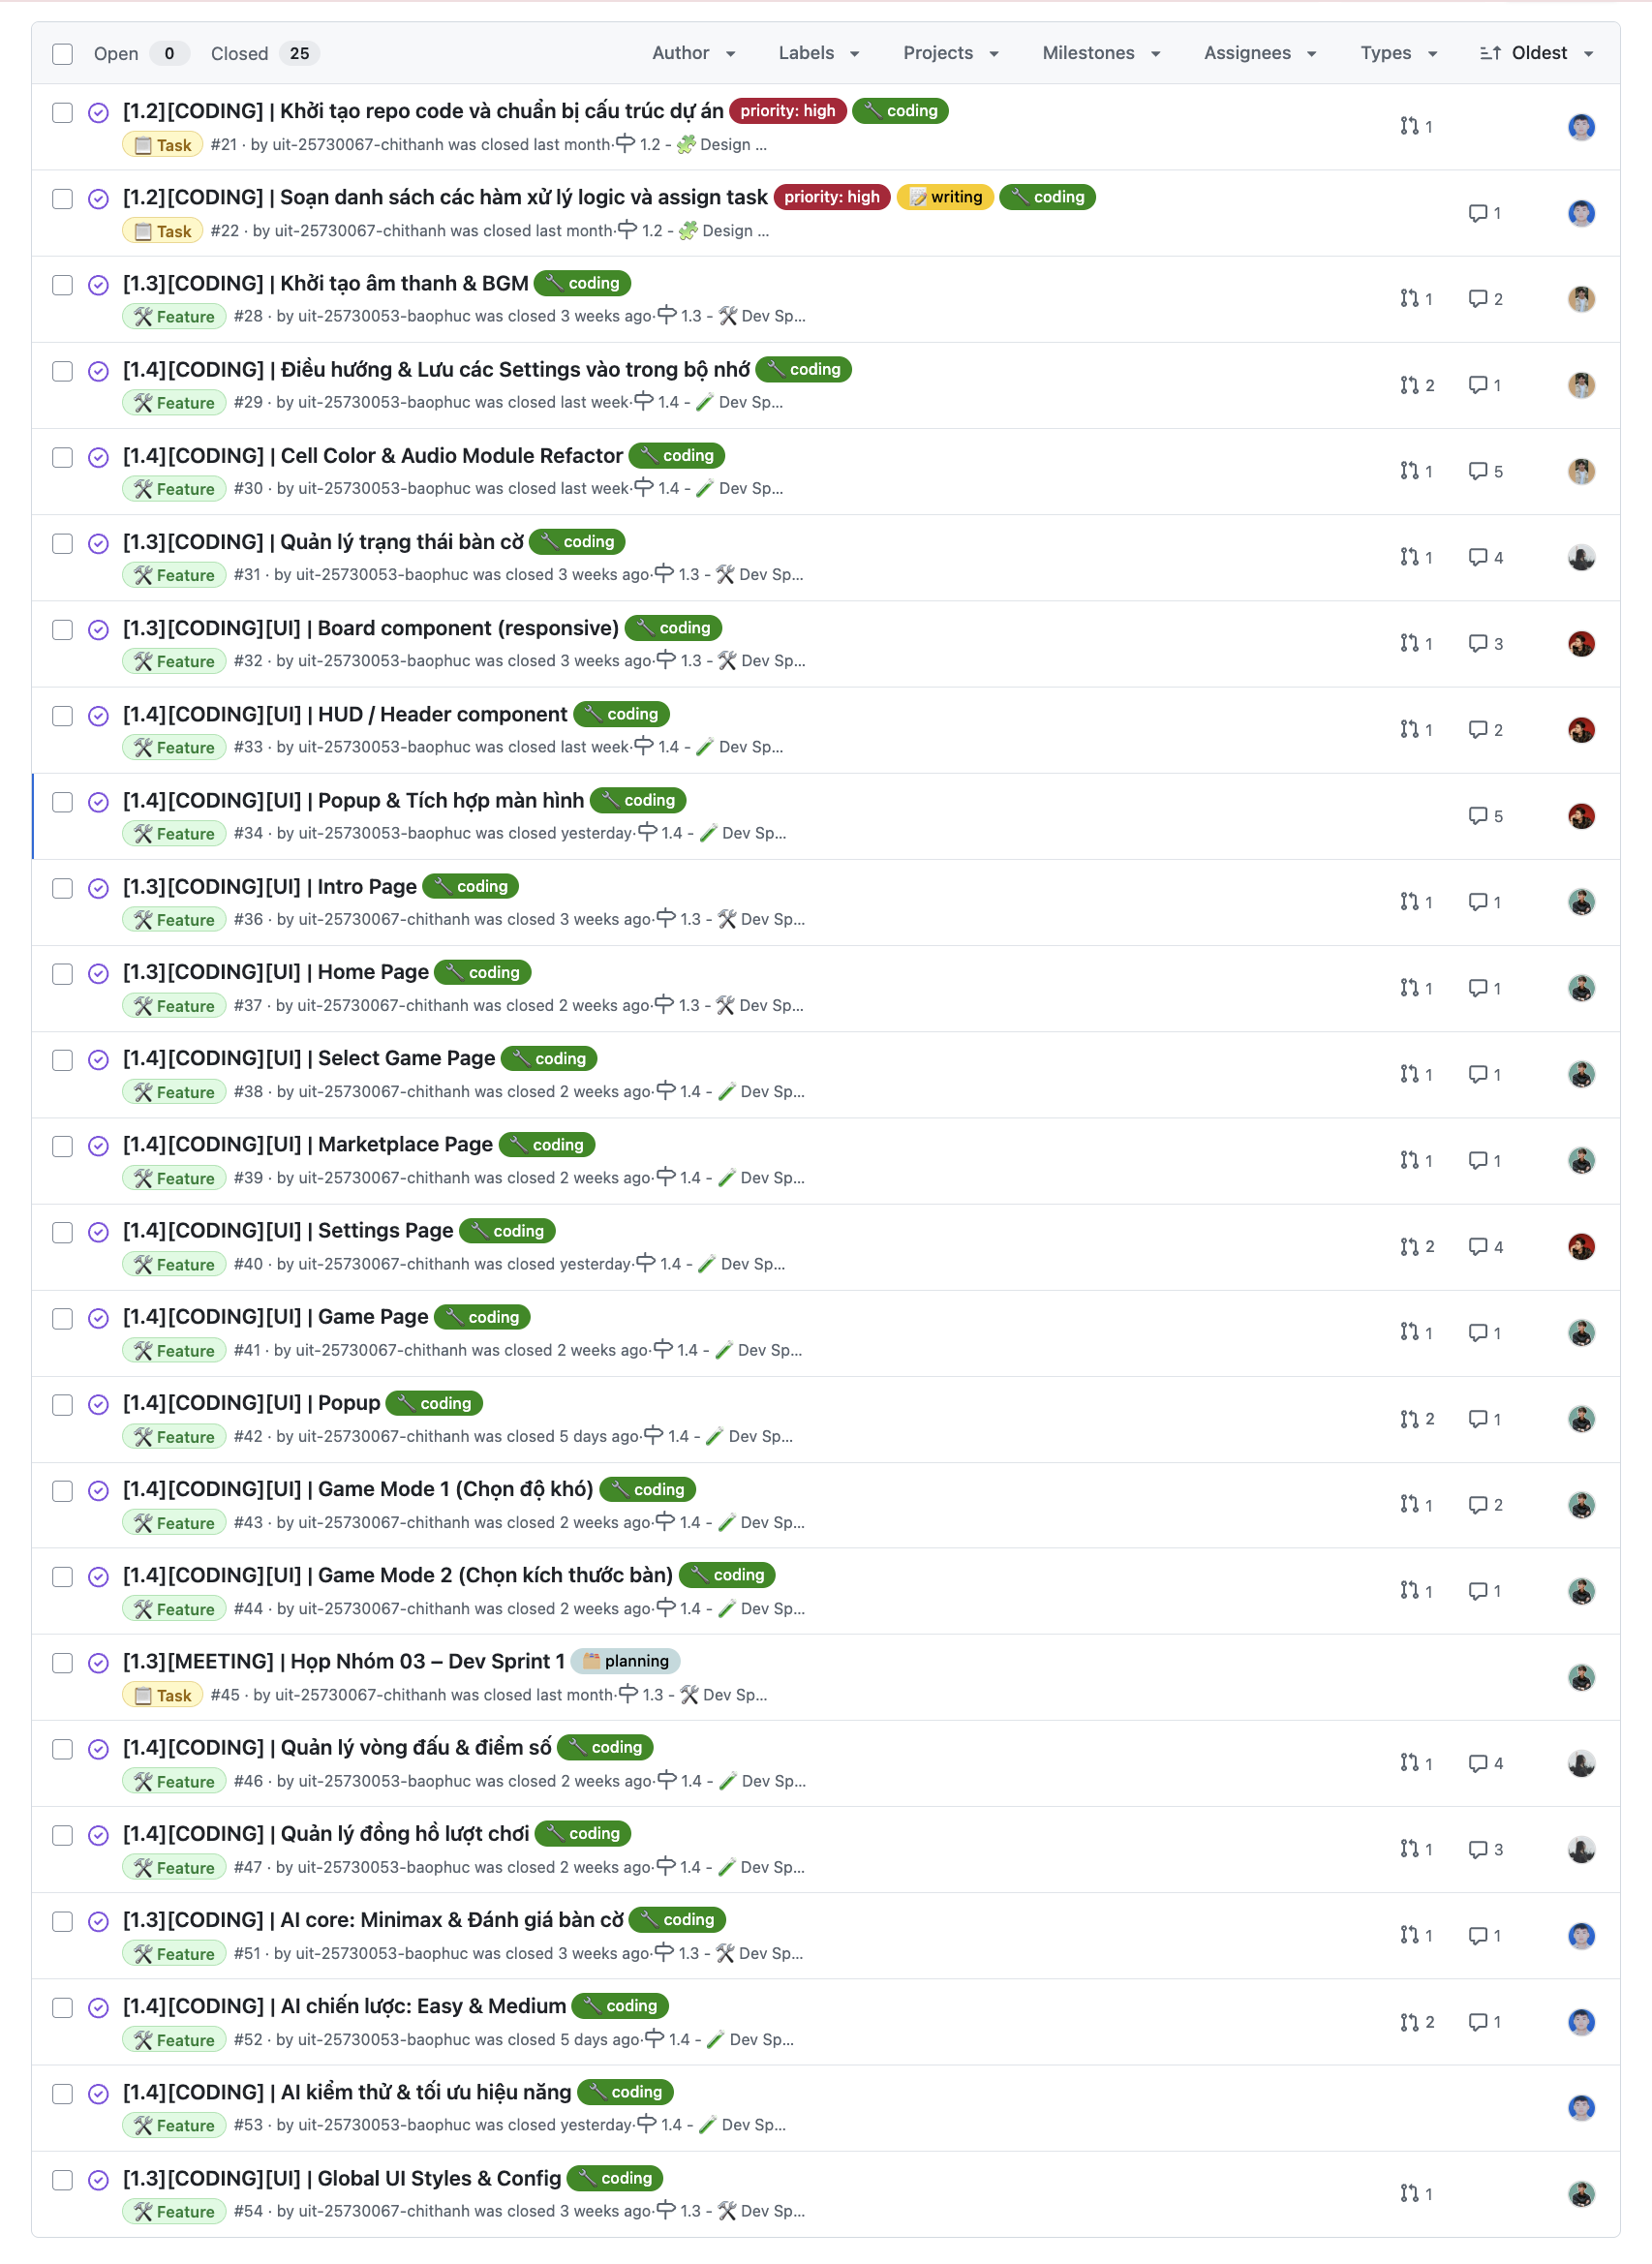 Open 0 Closed 25 Author Labels Projects Milestones Assignees Types Oldest
[1.2][CODING] | Khởi tạo repo code và chuẩn bị cấu trúc dự án priority: high coding
Task #21 · by uit-25730067-chithanh was closed last month· 1.2 - Design ... 1
[1.2][CODING] | Soạn danh sách các hàm xử lý logic và assign task priority: high writing coding
Task #22 · by uit-25730067-chithanh was closed last month· 1.2 - Design ... 1
[1.3][CODING] | Khởi tạo âm thanh & BGM coding
Feature #28 · by uit-25730053-baophuc was closed 3 weeks ago· 1.3 - Dev Sp... 1 2
[1.4][CODING] | Điều hướng & Lưu các Settings vào trong bộ nhớ coding
Feature #29 · by uit-25730053-baophuc was closed last week· 1.4 - Dev Sp... 2 1
[1.4][CODING] | Cell Color & Audio Module Refactor coding
Feature #30 · by uit-25730053-baophuc was closed last week· 1.4 - Dev Sp... 1 5
[1.3][CODING] | Quản lý trạng thái bàn cờ coding
Feature #31 · by uit-25730053-baophuc was closed 3 weeks ago· 1.3 - Dev Sp... 1 4
[1.3][CODING][UI] | Board component (responsive) coding
Feature #32 · by uit-25730053-baophuc was closed 3 weeks ago· 1.3 - Dev Sp... 1 3
[1.4][CODING][UI] | HUD / Header component coding
Feature #33 · by uit-25730053-baophuc was closed last week· 1.4 - Dev Sp... 1 2
[1.4][CODING][UI] | Popup & Tích hợp màn hình coding
Feature #34 · by uit-25730053-baophuc was closed yesterday· 1.4 - Dev Sp... 5
[1.3][CODING][UI] | Intro Page coding
Feature #36 · by uit-25730067-chithanh was closed 3 weeks ago· 1.3 - Dev Sp... 1 1
[1.3][CODING][UI] | Home Page coding
Feature #37 · by uit-25730067-chithanh was closed 2 weeks ago· 1.3 - Dev Sp... 1 1
[1.4][CODING][UI] | Select Game Page coding
Feature #38 · by uit-25730067-chithanh was closed 2 weeks ago· 1.4 - Dev Sp... 1 1
[1.4][CODING][UI] | Marketplace Page coding
Feature #39 · by uit-25730067-chithanh was closed 2 weeks ago· 1.4 - Dev Sp... 1 1
[1.4][CODING][UI] | Settings Page coding
Feature #40 · by uit-25730067-chithanh was closed yesterday· 1.4 - Dev Sp... 2 4
[1.4][CODING][UI] | Game Page coding
Feature #41 · by uit-25730067-chithanh was closed 2 weeks ago· 1.4 - Dev Sp... 1 1
[1.4][CODING][UI] | Popup coding
Feature #42 · by uit-25730067-chithanh was closed 5 days ago· 1.4 - Dev Sp... 2 1
[1.4][CODING][UI] | Game Mode 1 (Chọn độ khó) coding
Feature #43 · by uit-25730067-chithanh was closed 2 weeks ago· 1.4 - Dev Sp... 1 2
[1.4][CODING][UI] | Game Mode 2 (Chọn kích thước bàn) coding
Feature #44 · by uit-25730067-chithanh was closed 2 weeks ago· 1.4 - Dev Sp... 1 1
[1.3][MEETING] | Họp Nhóm 03 – Dev Sprint 1 planning
Task #45 · by uit-25730067-chithanh was closed last month· 1.3 - Dev Sp...
[1.4][CODING] | Quản lý vòng đấu & điểm số coding
Feature #46 · by uit-25730053-baophuc was closed 2 weeks ago· 1.4 - Dev Sp... 1 4
[1.4][CODING] | Quản lý đồng hồ lượt chơi coding
Feature #47 · by uit-25730053-baophuc was closed 2 weeks ago· 1.4 - Dev Sp... 1 3
[1.3][CODING] | AI core: Minimax & Đánh giá bàn cờ coding
Feature #51 · by uit-25730053-baophuc was closed 3 weeks ago· 1.3 - Dev Sp... 1 1
[1.4][CODING] | AI chiến lược: Easy & Medium coding
Feature #52 · by uit-25730053-baophuc was closed 5 days ago· 1.4 - Dev Sp... 2 1
[1.4][CODING] | AI kiểm thử & tối ưu hiệu năng coding
Feature #53 · by uit-25730053-baophuc was closed yesterday· 1.4 - Dev Sp...
[1.3][CODING][UI] | Global UI Styles & Config coding
Feature #54 · by uit-25730067-chithanh was closed 3 weeks ago· 1.3 - Dev Sp... 1